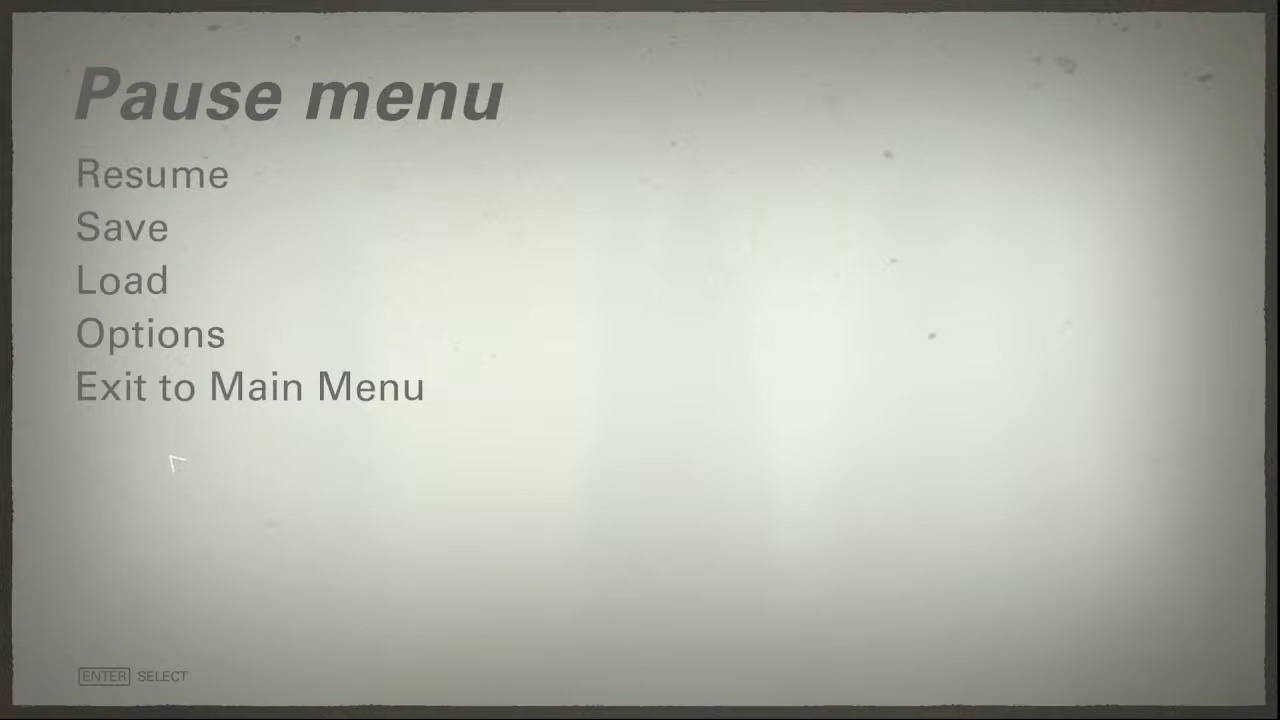 Pause menu
Resume
Save
Load
Options
Exit to Main Menu
ENTER SELECT